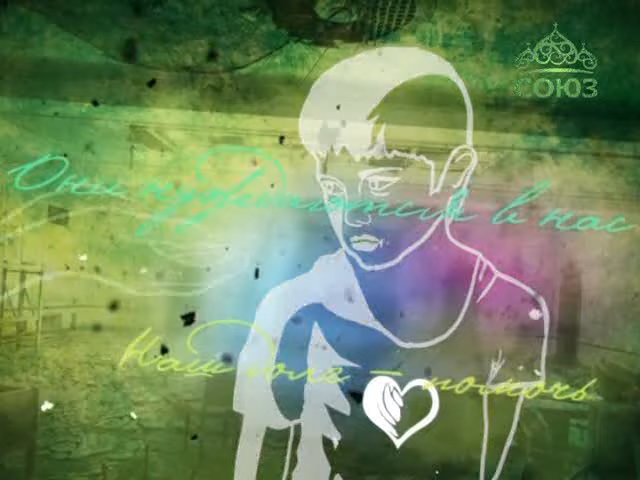 СОЮЗ
Они нуждаются в нас
Наш долг – помочь